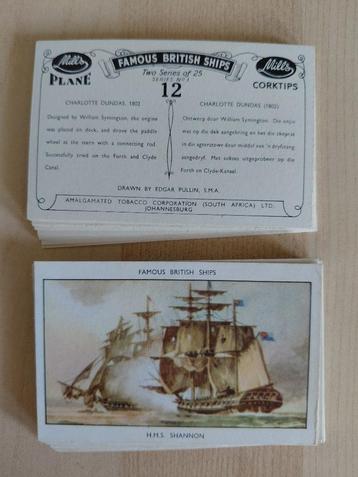 Mills
PLANE
FAMOUS BRITISH SHIPS
Two Series of 25
SERIES No 1
12
Mills
CORKTIPS
CHARLOTTE DUNDAS, 1802
Designed by William Symington, the engine
was placed on deck, and drove the paddle
wheel at the stern with a connecting rod.
Successfully tried on the Forth and Clyde
Canal.
CHARLOTTE DUNDAS (1802)
Ontwerp deur William Symington. Die enjin
was op die dek aangebring en het die skeprat
in die agterstewe deur middel van 'n dryfstang
aangedryf. Met sukses uitgeprobeer op die
Forth en Clyde-Kanaal.
DRAWN BY EDGAR PULLIN, S.M.A.
AMALGAMATED TOBACCO CORPORATION (SOUTH AFRICA) LTD.
JOHANNESBURG
FAMOUS BRITISH SHIPS
H.M.S. SHANNON